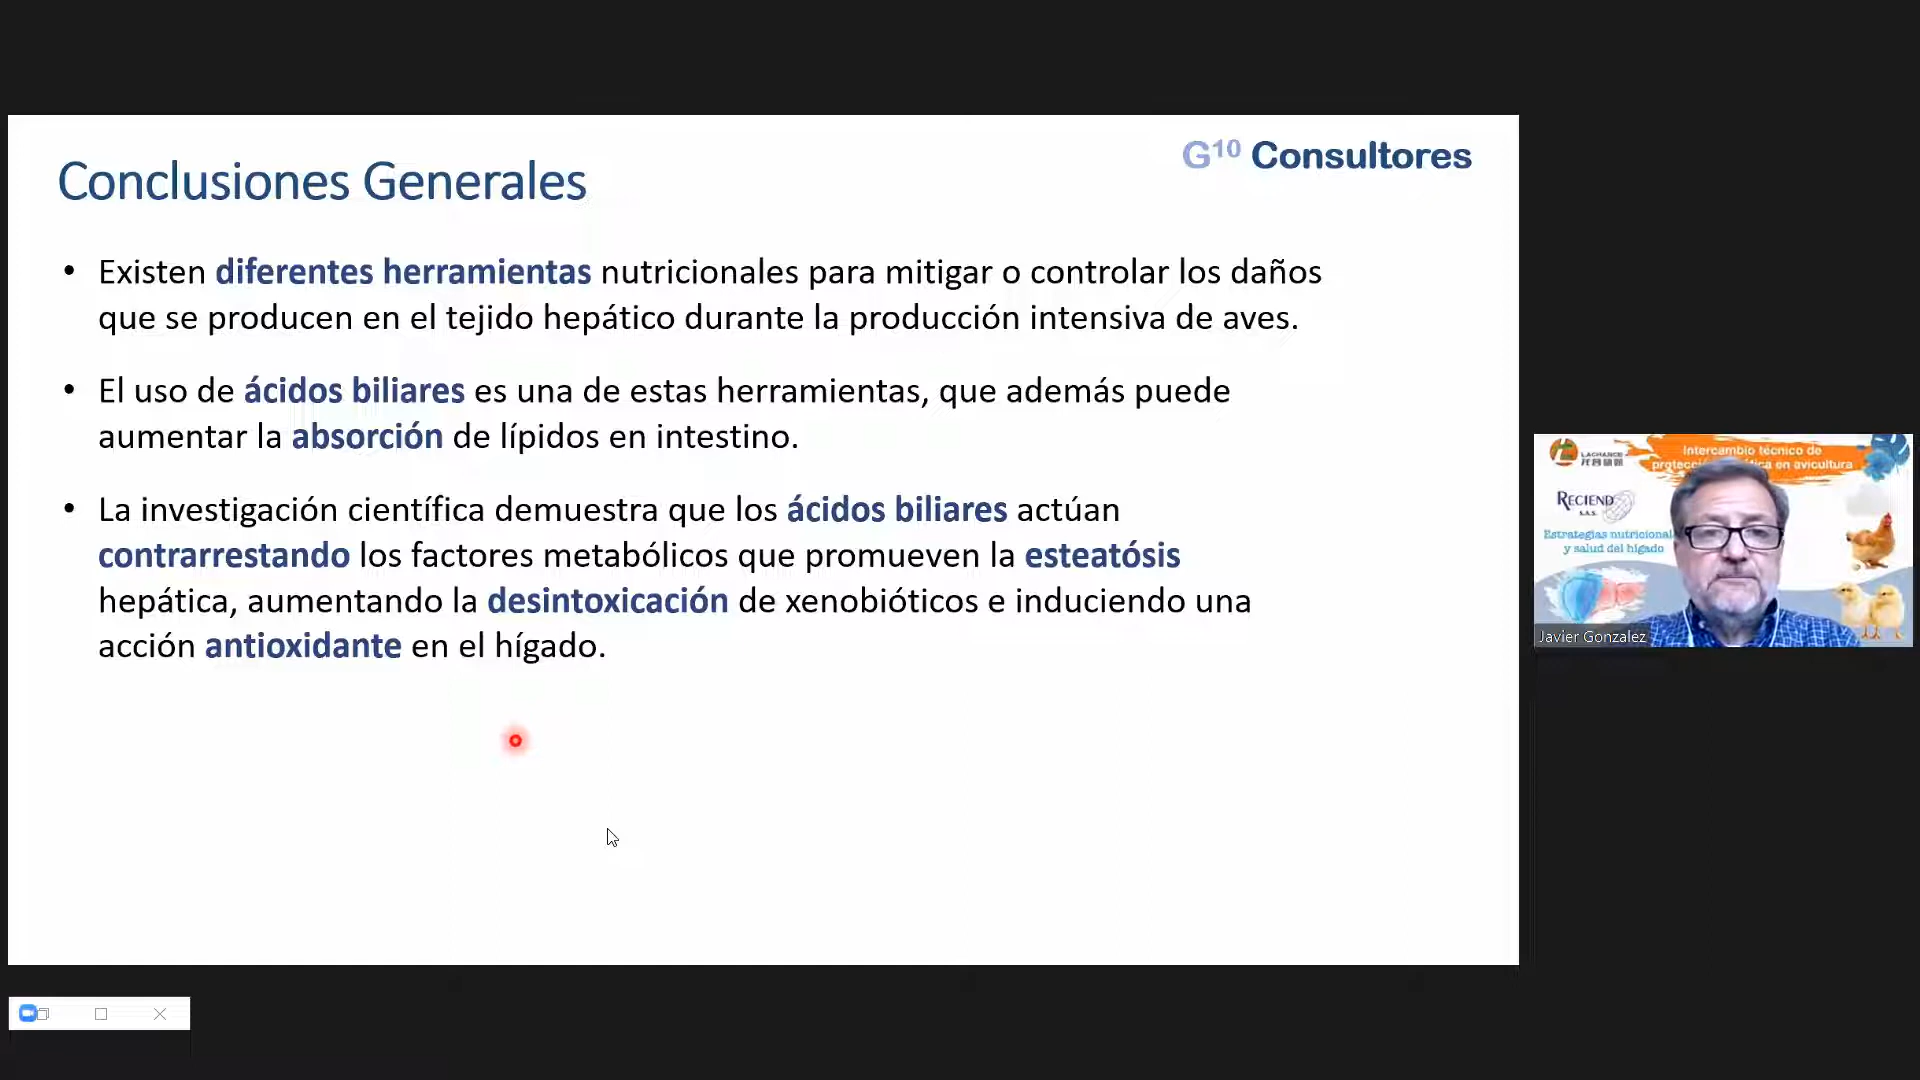 G10 Consultores
Conclusiones Generales
• Existen diferentes herramientas nutricionales para mitigar o controlar los daños
que se producen en el tejido hepático durante la producción intensiva de aves.
• El uso de ácidos biliares es una de estas herramientas, que además puede
aumentar la absorción de lípidos en intestino.
• La investigación científica demuestra que los ácidos biliares actúan
contrarrestando los factores metabólicos que promueven la esteatósis
hepática, aumentando la desintoxicación de xenobióticos e induciendo una
acción antioxidante en el hígado.
LACHANCE
Intercambio técnico de
en avicultura
RECIEND
S.A.S.
Estrategias nutricional
y salud del hígado
Javier Gonzalez